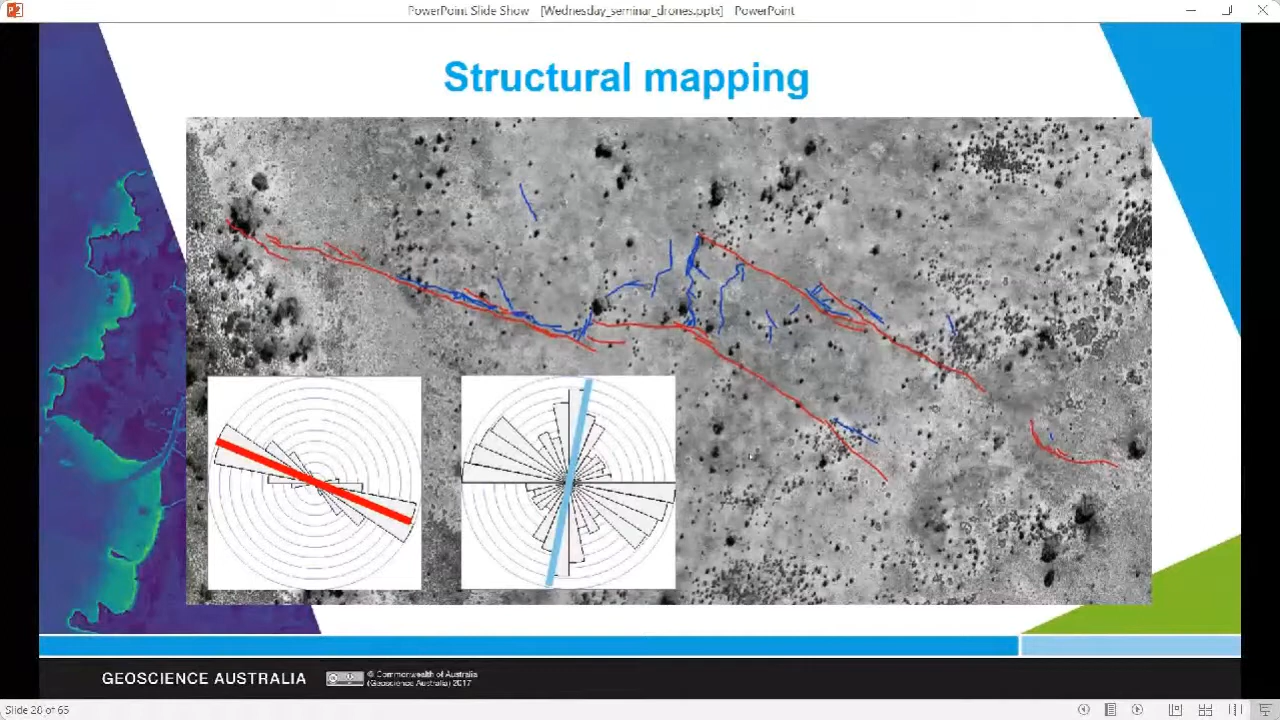 PowerPoint Slide Show - [Wednesday_seminar_drones.pptx] - PowerPoint
Structural mapping
GEOSCIENCE AUSTRALIA
© Commonwealth of Australia
(Geoscience Australia) 2017
Slide 28 of 65